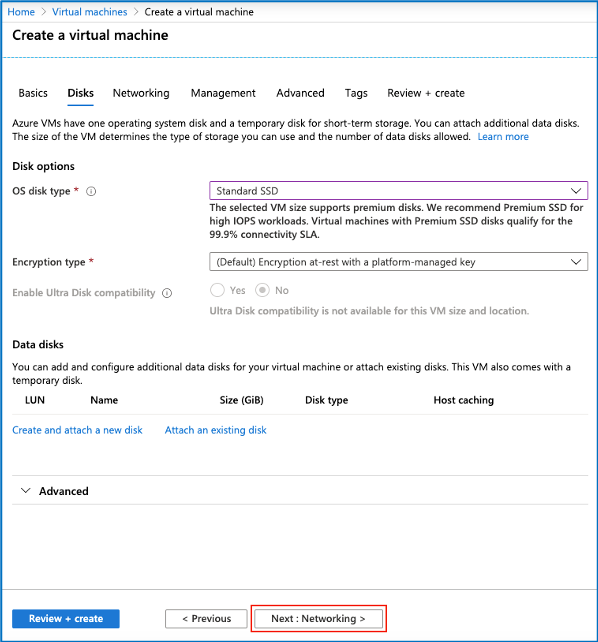 Home > Virtual machines > Create a virtual machine
Create a virtual machine
Basics Disks Networking Management Advanced Tags Review + create
Azure VMs have one operating system disk and a temporary disk for short-term storage. You can attach additional data disks.
The size of the VM determines the type of storage you can use and the number of data disks allowed. Learn more
Disk options
OS disk type * Standard SSD
The selected VM size supports premium disks. We recommend Premium SSD for
high IOPS workloads. Virtual machines with Premium SSD disks qualify for the
99.9% connectivity SLA.
Encryption type * (Default) Encryption at-rest with a platform-managed key
Enable Ultra Disk compatibility Yes No
Ultra Disk compatibility is not available for this VM size and location.
Data disks
You can add and configure additional data disks for your virtual machine or attach existing disks. This VM also comes with a
temporary disk.
LUN Name Size (GiB) Disk type Host caching
Create and attach a new disk Attach an existing disk
Advanced
Review + create < Previous Next : Networking >